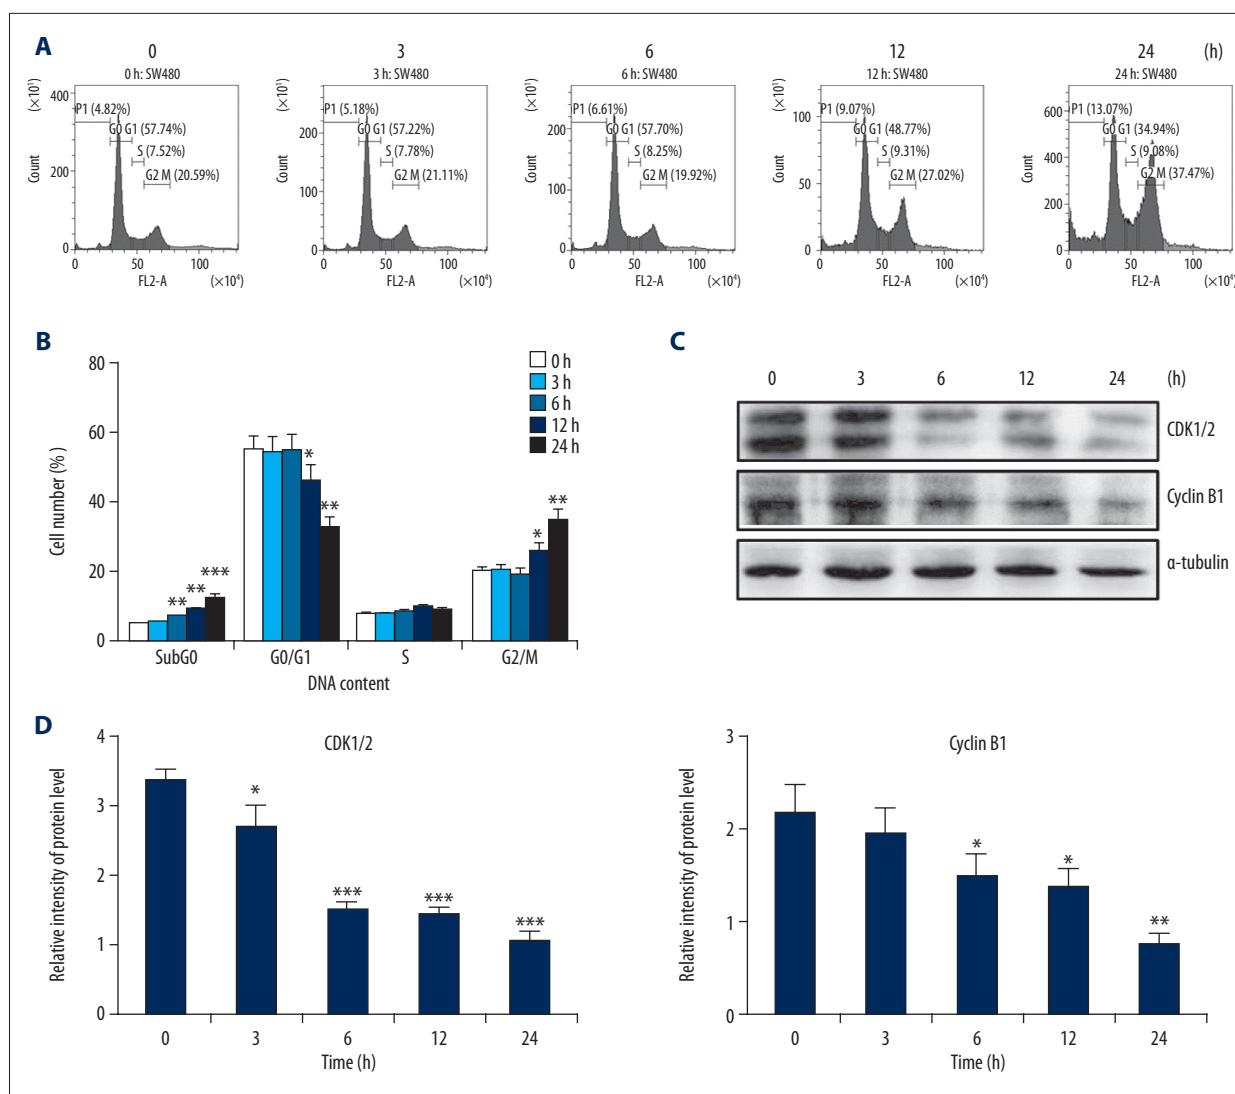 A
0 3 6 12 24 (h)
0 h: SW480
(×10¹)
400
200
0
Count
P1 (4.82%)
G0 G1 (57.74%)
S (7.52%)
G2 M (20.59%)
0 50 100
FL2-A (×10⁴)
3 h: SW480
(×10¹)
200
100
0
Count
P1 (5.18%)
G0 G1 (57.22%)
S (7.78%)
G2 M (21.11%)
0 50 100
FL2-A (×10⁴)
6 h: SW480
(×10¹)
200
100
0
Count
P1 (6.61%)
G0 G1 (57.70%)
S (8.25%)
G2 M (19.92%)
0 50 100
FL2-A (×10⁴)
12 h: SW480
(×10¹)
100
50
0
Count
P1 (9.07%)
G0 G1 (48.77%)
S (9.31%)
G2 M (27.02%)
0 50 100
FL2-A (×10⁴)
24 h: SW480
600
400
200
0
Count
P1 (13.07%)
G0 G1 (34.94%)
S (9.08%)
G2 M (37.47%)
0 50 100
FL2-A (×10⁴)
B
80
60
40
20
0
Cell number (%)
0 h
3 h
6 h
12 h
24 h
** ** ***
* **
* **
SubG0 G0/G1 S G2/M
DNA content
C
0 3 6 12 24 (h)
CDK1/2
Cyclin B1
α-tubulin
D
CDK1/2
4
3
2
1
0
Relative intensity of protein level
* *** *** ***
0 3 6 12 24
Time (h)
Cyclin B1
3
2
1
0
Relative intensity of protein level
* * **
0 3 6 12 24
Time (h)